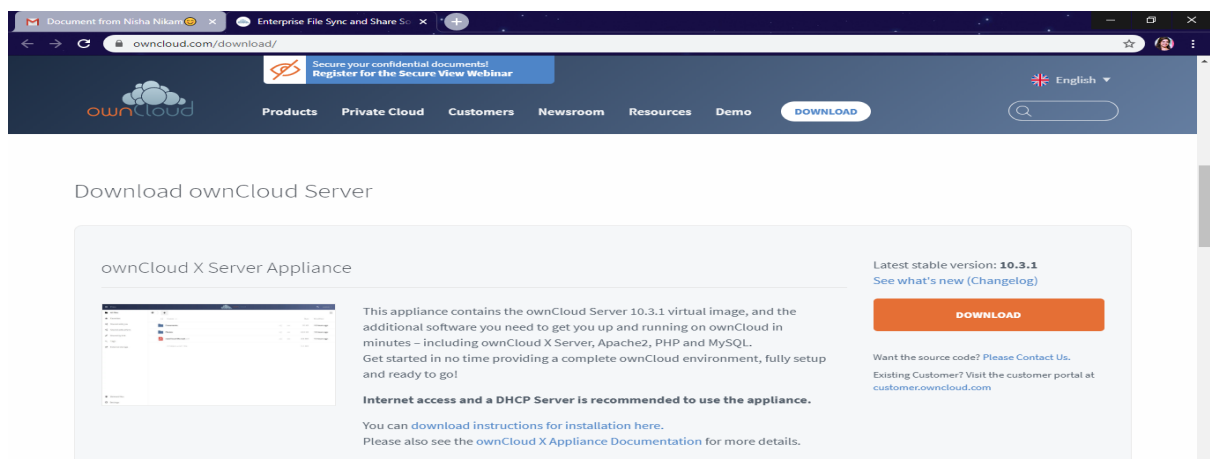 Document from Nisha Nikam
Enterprise File Sync and Share So
owncloud.com/download/
Secure your confidential documents!
Register for the Secure View Webinar
English
ownCloud
Products Private Cloud Customers Newsroom Resources Demo DOWNLOAD
Download ownCloud Server
ownCloud X Server Appliance
Latest stable version: 10.3.1
See what's new (Changelog)
This appliance contains the ownCloud Server 10.3.1 virtual image, and the
additional software you need to get you up and running on ownCloud in
minutes – including ownCloud X Server, Apache2, PHP and MySQL.
Get started in no time providing a complete ownCloud environment, fully setup
and ready to go!
Internet access and a DHCP Server is recommended to use the appliance.
You can download instructions for installation here.
Please also see the ownCloud X Appliance Documentation for more details.
DOWNLOAD
Want the source code? Please Contact Us.
Existing Customer? Visit the customer portal at
customer.owncloud.com